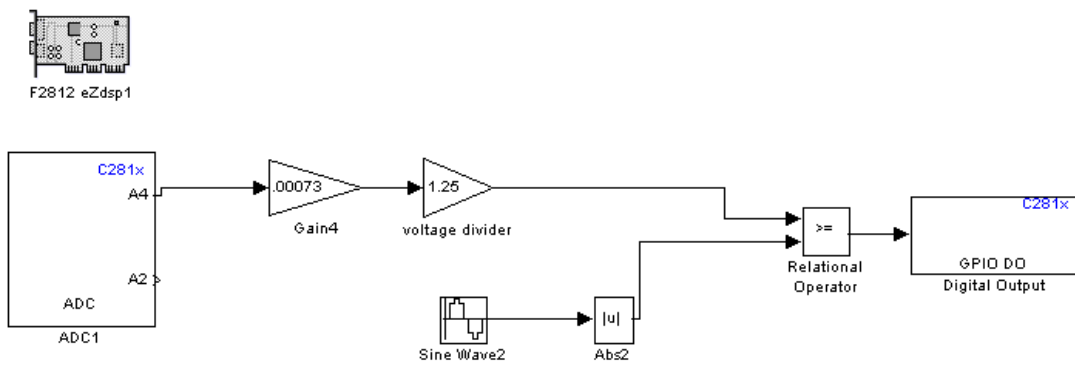 F2812 eZdsp1
C281x
A4
A2
ADC
ADC1
.00073
Gain4
1.25
voltage divider
>=
Relational
Operator
C281x
GPIO DO
Digital Output
Sine Wave2
|u|
Abs2